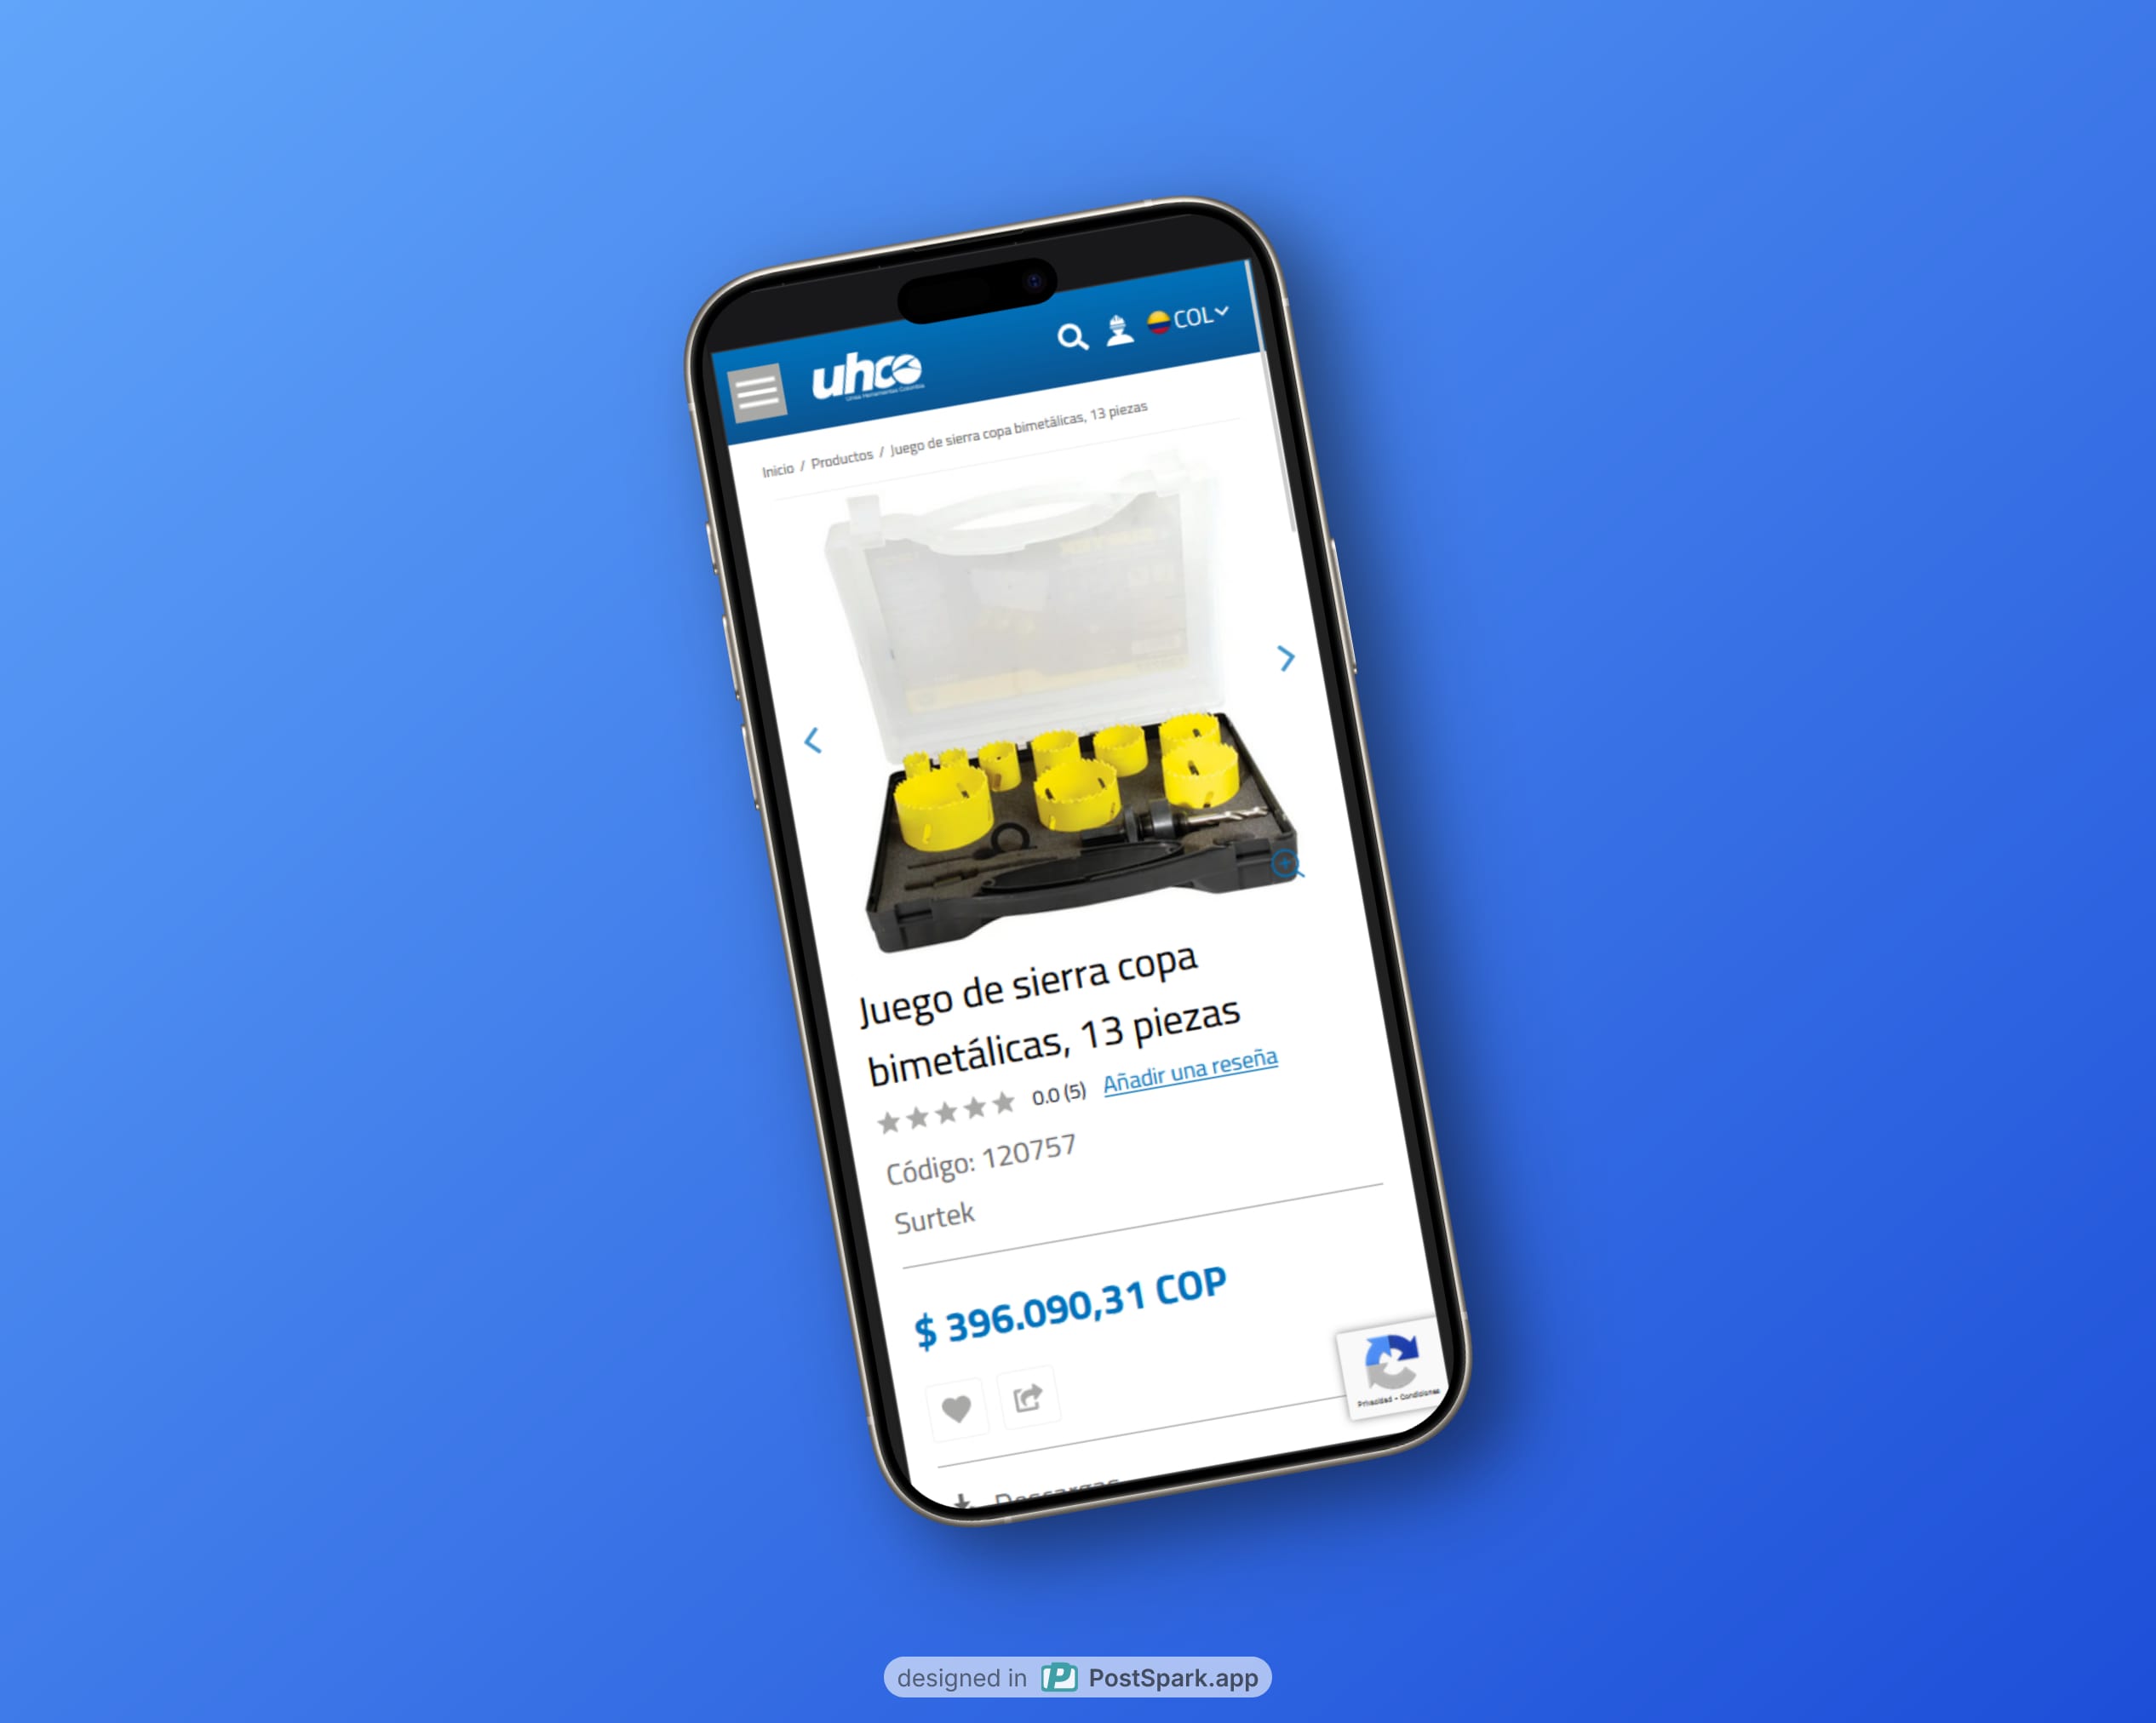 COL
uhco
Urrea Herramientas Colombia
Inicio / Productos / Juego de sierra copa bimetálicas, 13 piezas
Juego de sierra copa
bimetálicas, 13 piezas
0.0 (5) Añadir una reseña
Código: 120757
Surtek
$ 396.090,31 COP
Privacidad - Condiciones
Descargas
designed in PostSpark.app